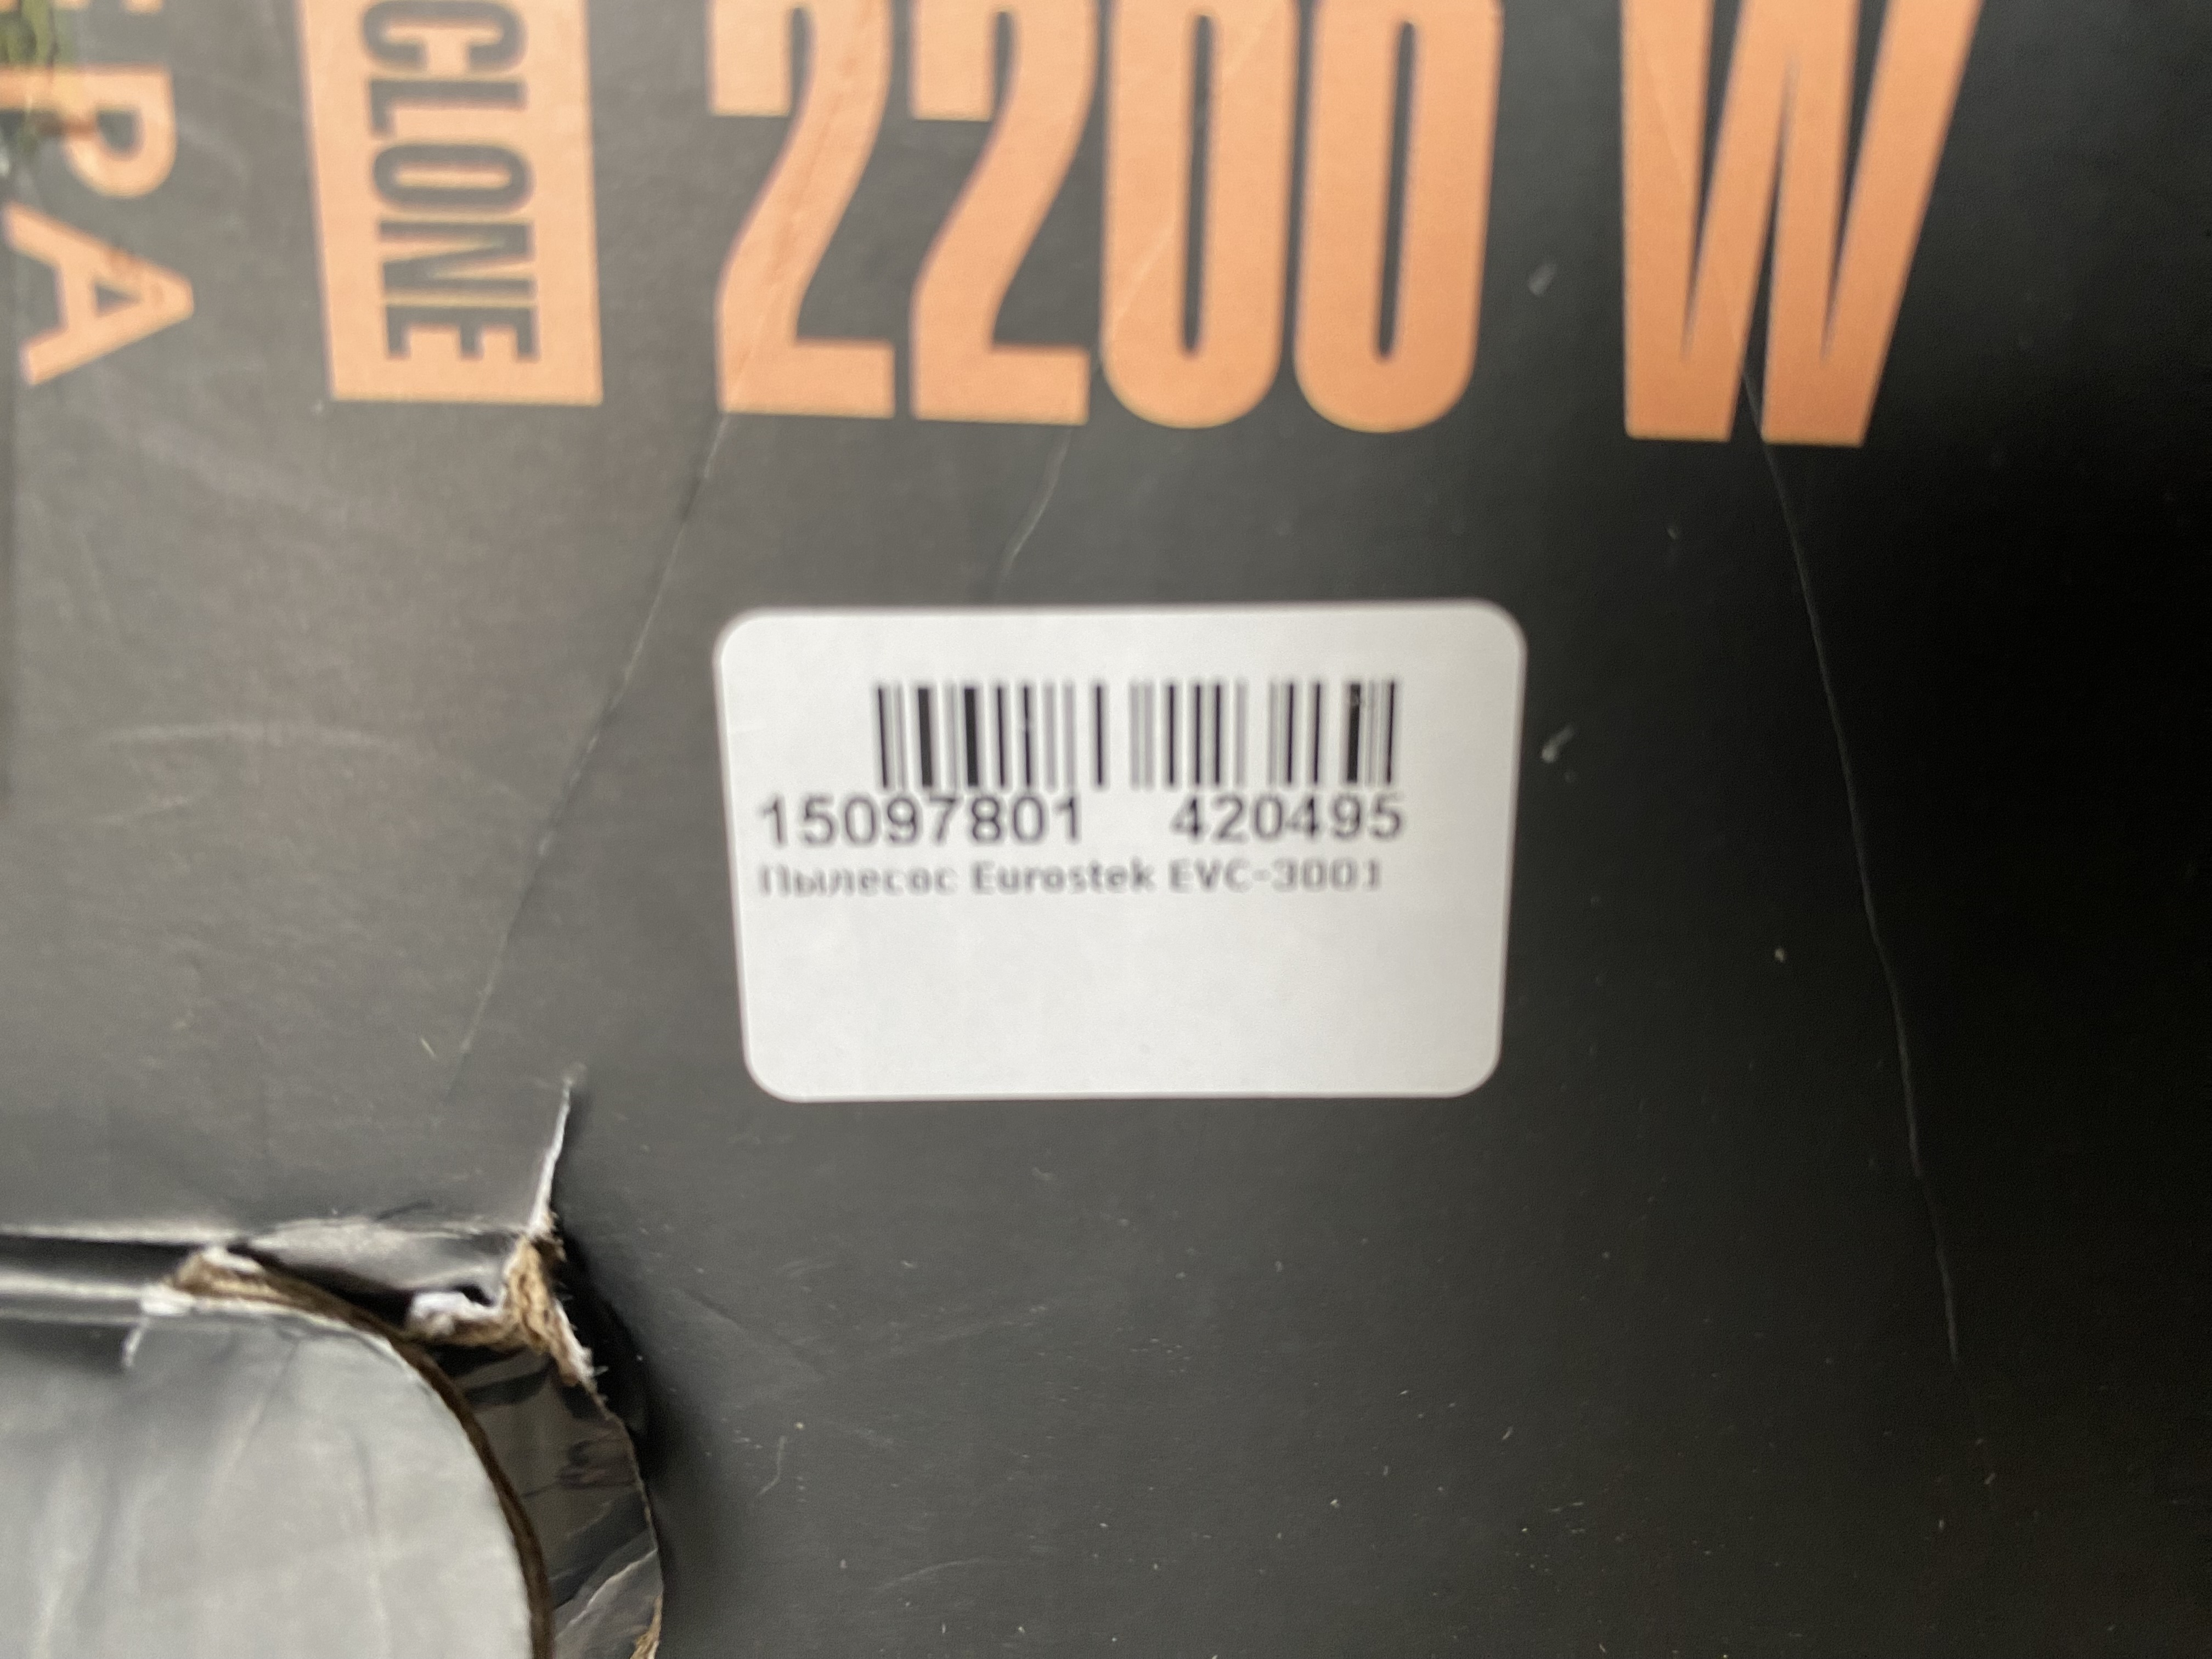 CLONE
2200 W
15097801 420495
Пылесос Eurostek EVC-3001